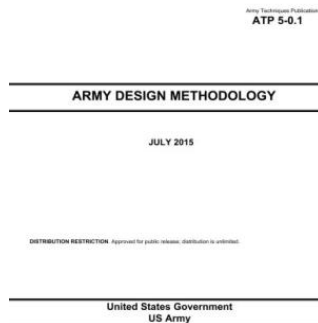 Army Techniques Publication
ATP 5-0.1
ARMY DESIGN METHODOLOGY
JULY 2015
DISTRIBUTION RESTRICTION. Approved for public release; distribution is unlimited.
United States Government
US Army